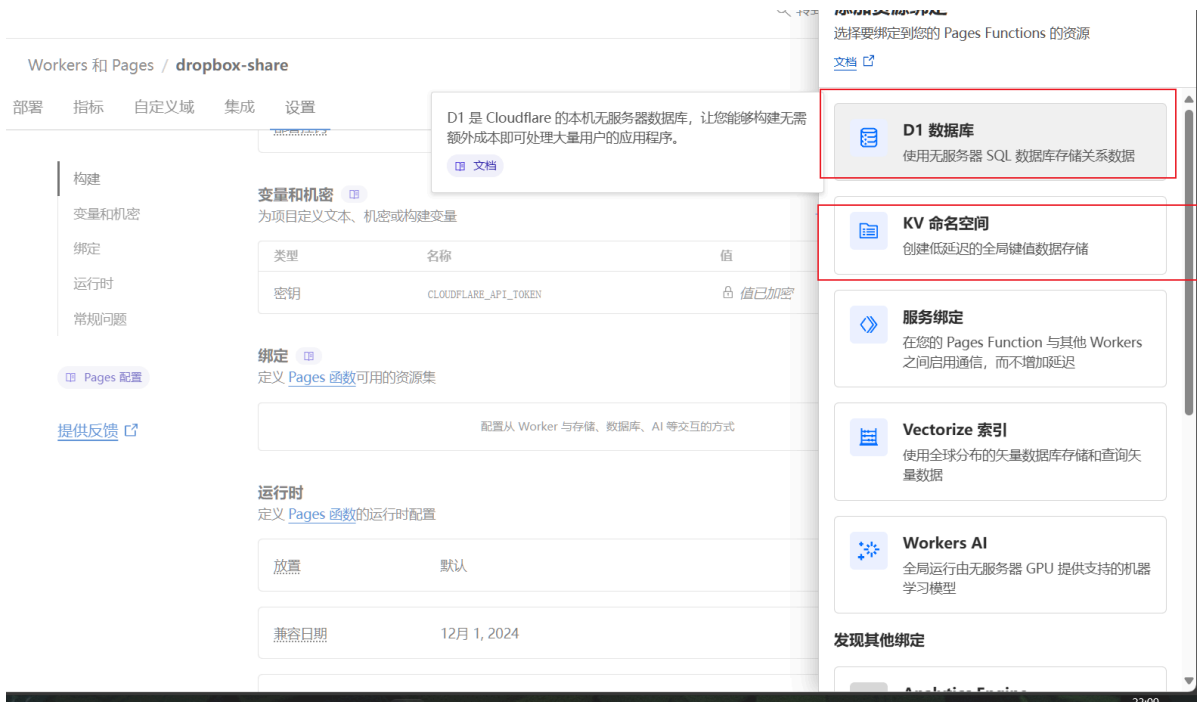 添加资源绑定
选择要绑定到您的 Pages Functions 的资源
文档
Workers 和 Pages / dropbox-share
部署 指标 自定义域 集成 设置
D1 是 Cloudflare 的本机无服务器数据库，让您能够构建无需
额外成本即可处理大量用户的应用程序。
文档
构建
变量和机密
绑定
运行时
常规问题
Pages 配置
提供反馈
变量和机密
为项目定义文本、机密或构建变量
类型 名称 值
密钥 CLOUDFLARE_API_TOKEN 值已加密
绑定
定义 Pages 函数可用的资源集
配置从 Worker 与存储、数据库、AI 等交互的方式
运行时
定义 Pages 函数的运行时配置
放置 默认
兼容日期 12月 1, 2024
D1 数据库
使用无服务器 SQL 数据库存储关系数据
KV 命名空间
创建低延迟的全局键值数据存储
服务绑定
在您的 Pages Function 与其他 Workers
之间启用通信，而不增加延迟
Vectorize 索引
使用全球分布的矢量数据库存储和查询矢
量数据
Workers AI
全局运行由无服务器 GPU 提供支持的机器
学习模型
发现其他绑定
Analytics Engine